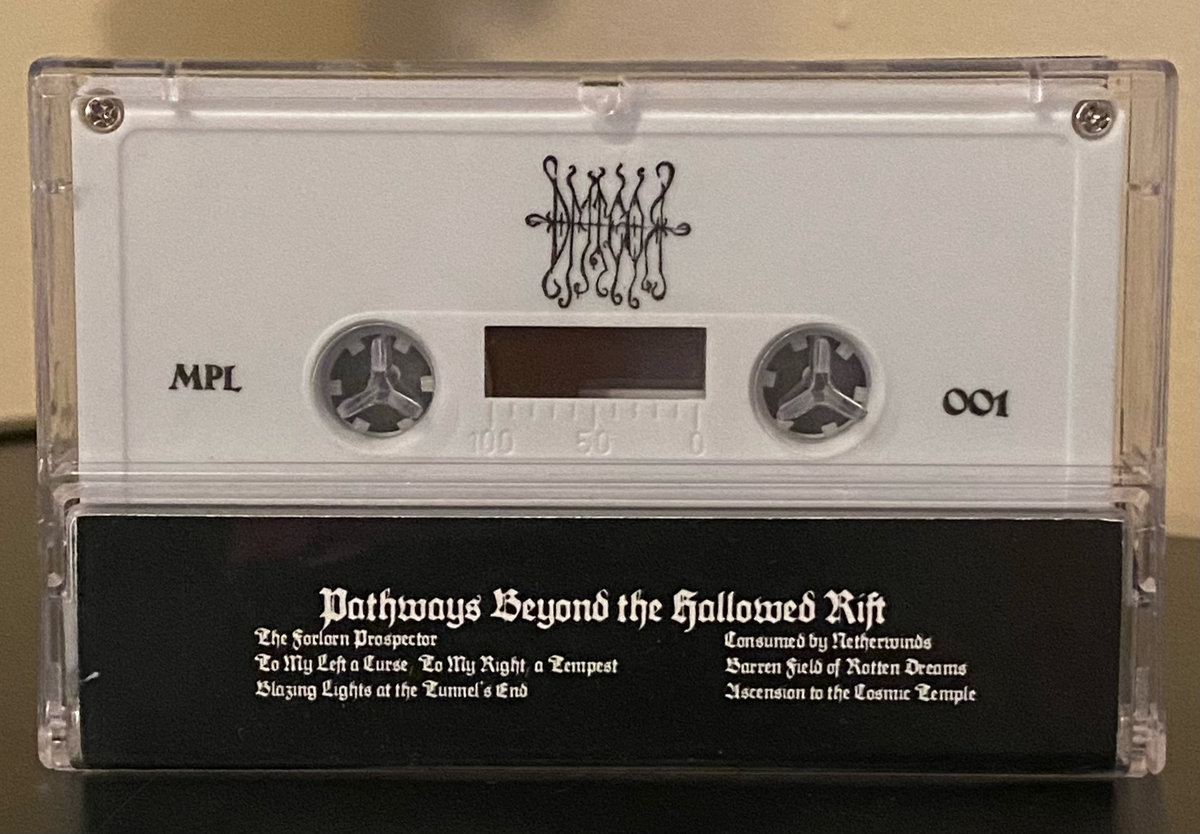 MPL
001
100 50 0
Pathways Beyond the Hallowed Rift
The Forlorn Prospector
To My Left a Curse, To My Right, a Tempest
Blazing Lights at the Tunnel's End
Consumed by Netherwinds
Barren Field of Rotten Dreams
Ascension to the Cosmic Temple